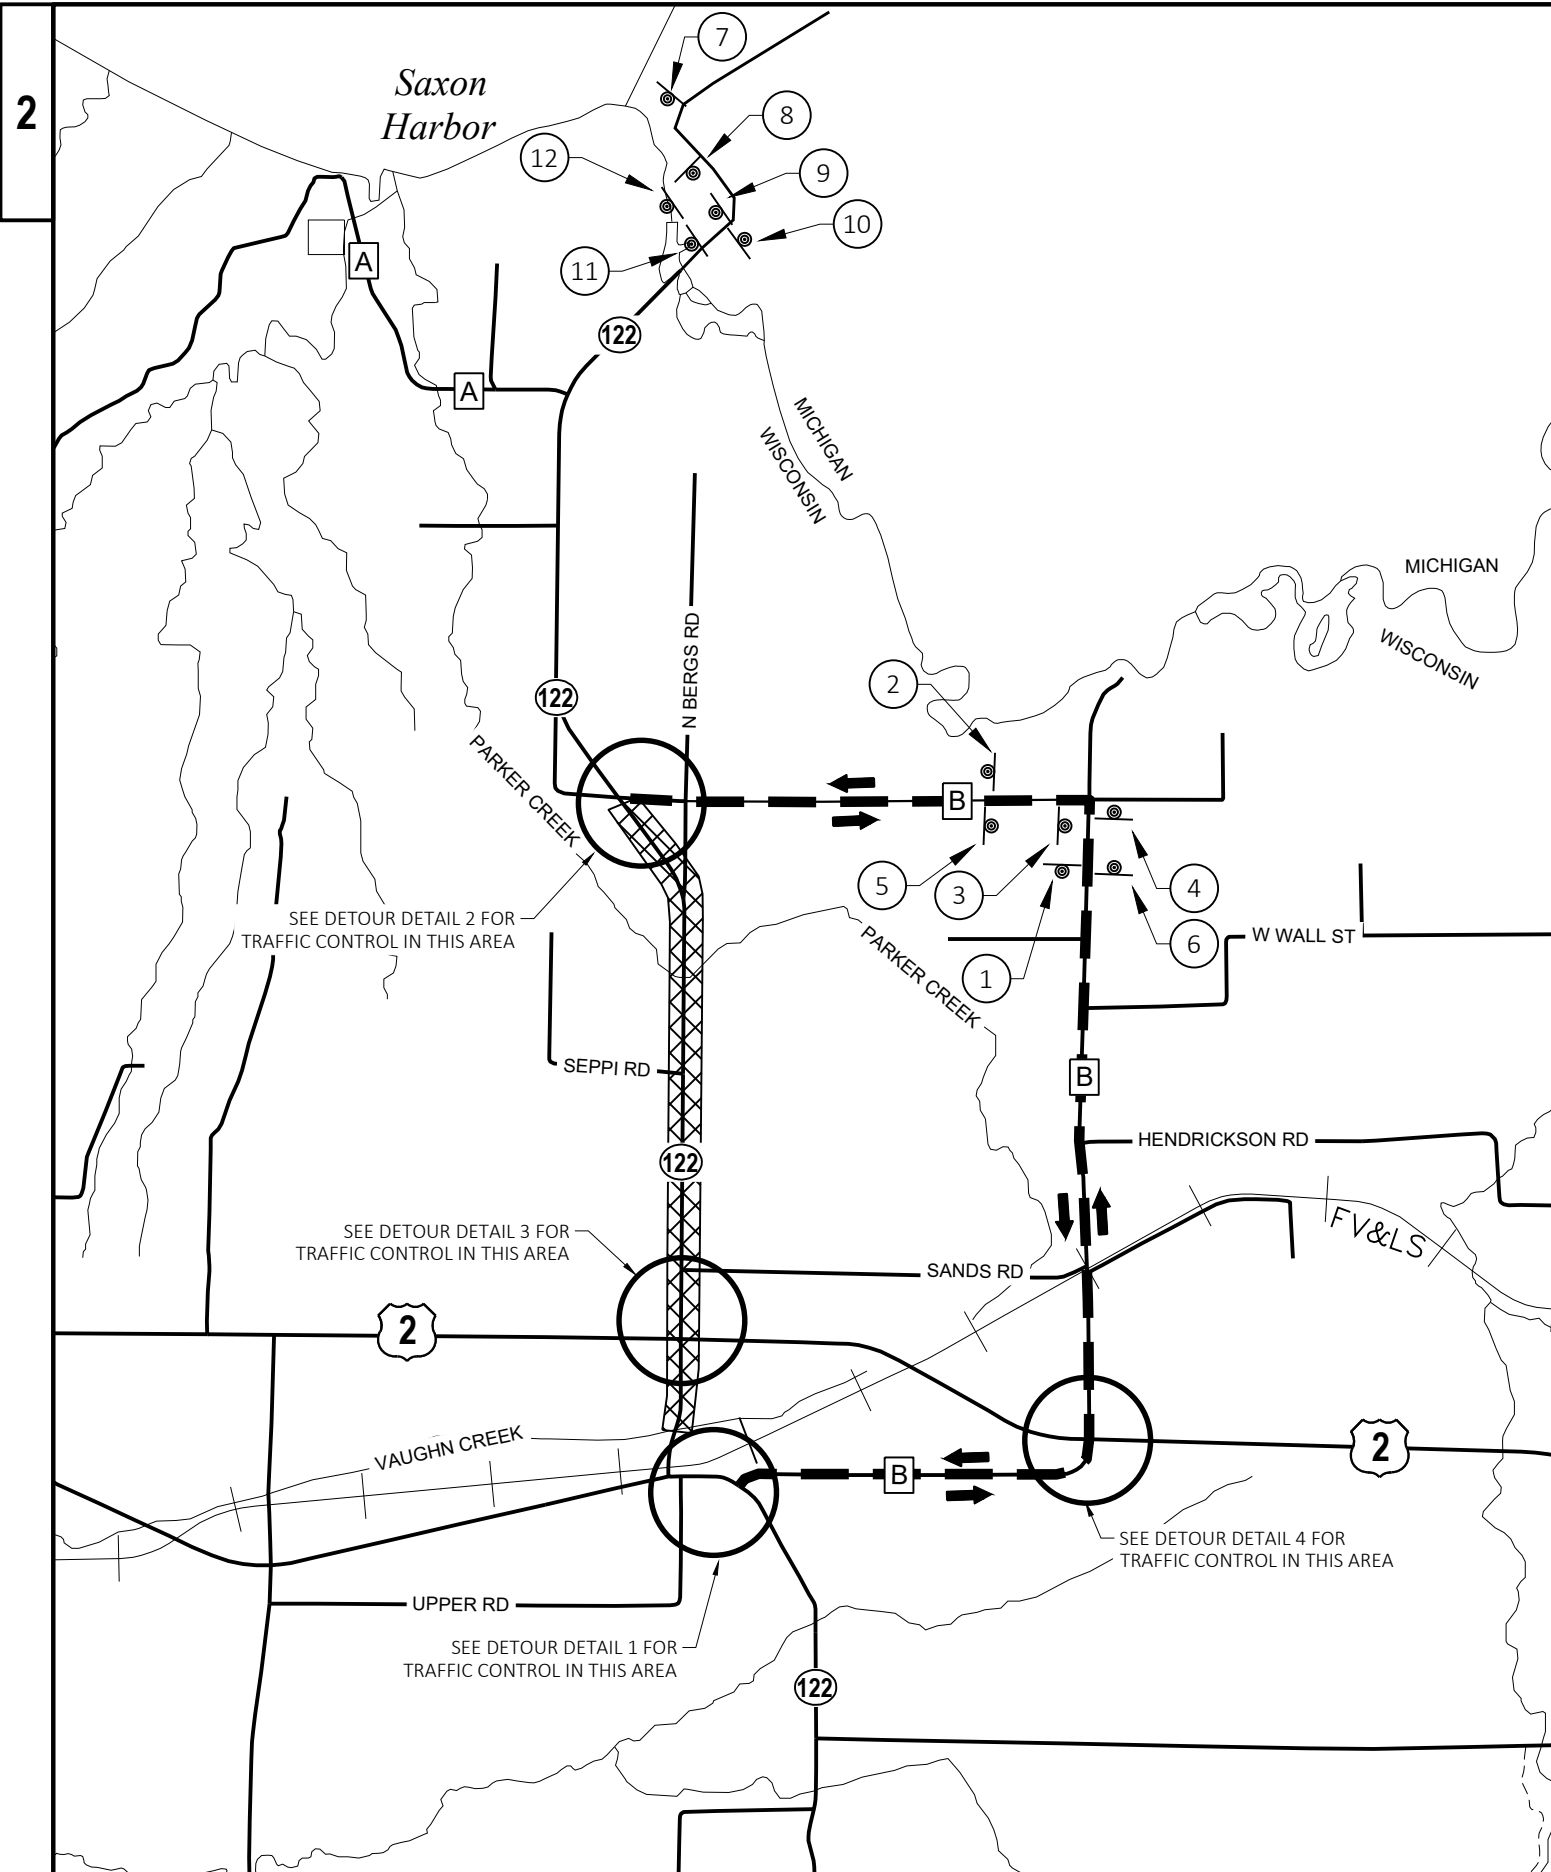 2
Saxon
Harbor
7
8
12
9
10
11
A
122
A
MICHIGAN
WISCONSIN
MICHIGAN
WISCONSIN
N BERGS RD
2
122
PARKER CREEK
B
5
3
4
1
6
SEE DETOUR DETAIL 2 FOR
TRAFFIC CONTROL IN THIS AREA
PARKER CREEK
W WALL ST
SEPPI RD
B
HENDRICKSON RD
122
SEE DETOUR DETAIL 3 FOR
TRAFFIC CONTROL IN THIS AREA
FV&LS
SANDS RD
2
VAUGHN CREEK
2
B
SEE DETOUR DETAIL 4 FOR
TRAFFIC CONTROL IN THIS AREA
UPPER RD
SEE DETOUR DETAIL 1 FOR
TRAFFIC CONTROL IN THIS AREA
122